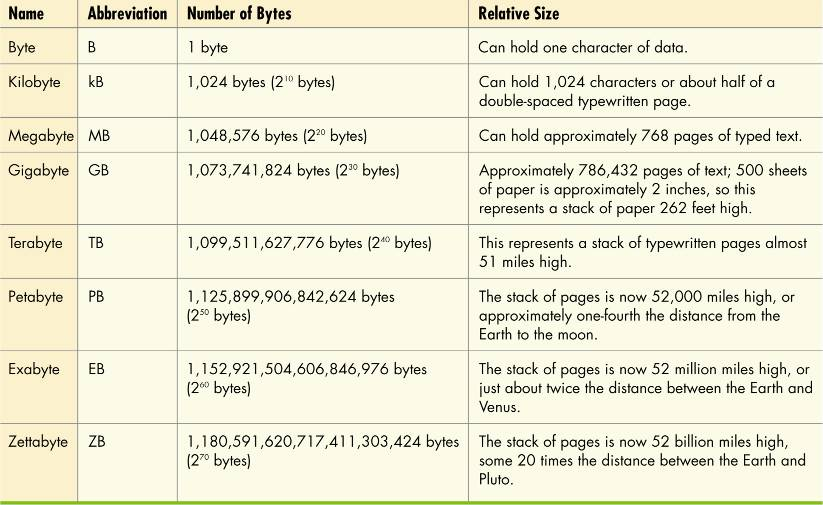 Name Abbreviation Number of Bytes Relative Size
Byte B 1 byte Can hold one character of data.
Kilobyte kB 1,024 bytes (2¹⁰ bytes) Can hold 1,024 characters or about half of a
double-spaced typewritten page.
Megabyte MB 1,048,576 bytes (2²⁰ bytes) Can hold approximately 768 pages of typed text.
Gigabyte GB 1,073,741,824 bytes (2³⁰ bytes) Approximately 786,432 pages of text; 500 sheets
of paper is approximately 2 inches, so this
represents a stack of paper 262 feet high.
Terabyte TB 1,099,511,627,776 bytes (2⁴⁰ bytes) This represents a stack of typewritten pages almost
51 miles high.
Petabyte PB 1,125,899,906,842,624 bytes The stack of pages is now 52,000 miles high, or
(2⁵⁰ bytes) approximately one-fourth the distance from the
Earth to the moon.
Exabyte EB 1,152,921,504,606,846,976 bytes The stack of pages is now 52 million miles high, or
(2⁶⁰ bytes) just about twice the distance between the Earth and
Venus.
Zettabyte ZB 1,180,591,620,717,411,303,424 bytes The stack of pages is now 52 billion miles high,
(2⁷⁰ bytes) some 20 times the distance between the Earth and
Pluto.